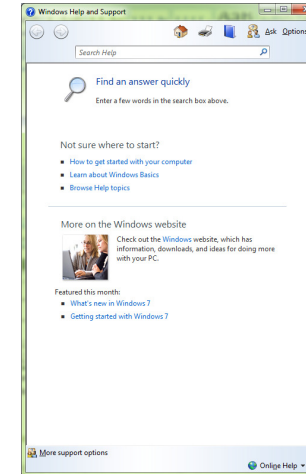 Windows Help and Support
Ask Options
Search Help
Find an answer quickly
Enter a few words in the search box above.
Not sure where to start?
How to get started with your computer
Learn about Windows Basics
Browse Help topics
More on the Windows website
Check out the Windows website, which has
information, downloads, and ideas for doing more
with your PC.
Featured this month:
What's new in Windows 7
Getting started with Windows 7
More support options
Online Help